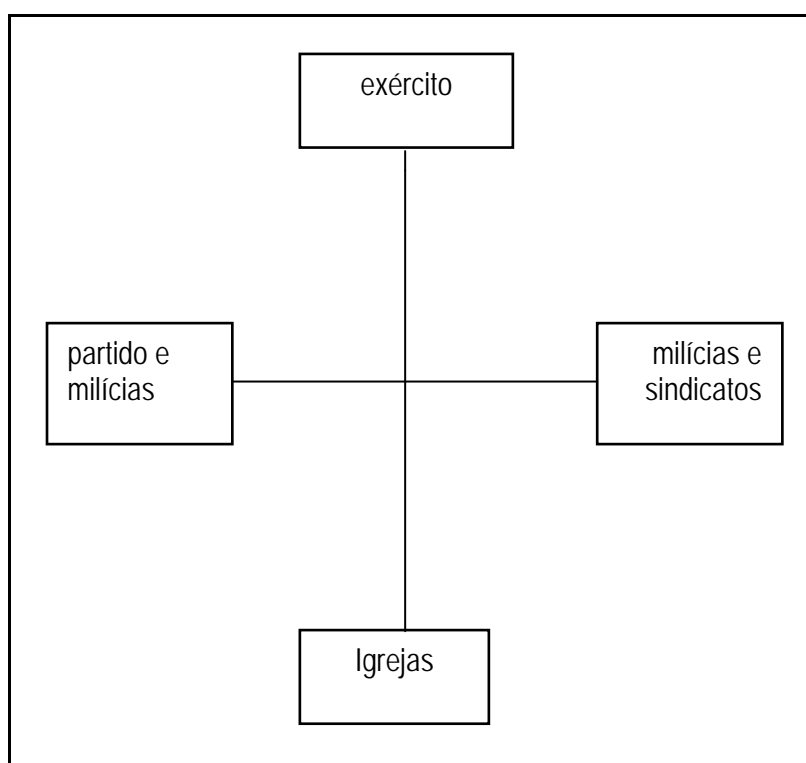 exército
partido e
milícias
milícias e
sindicatos
Igrejas